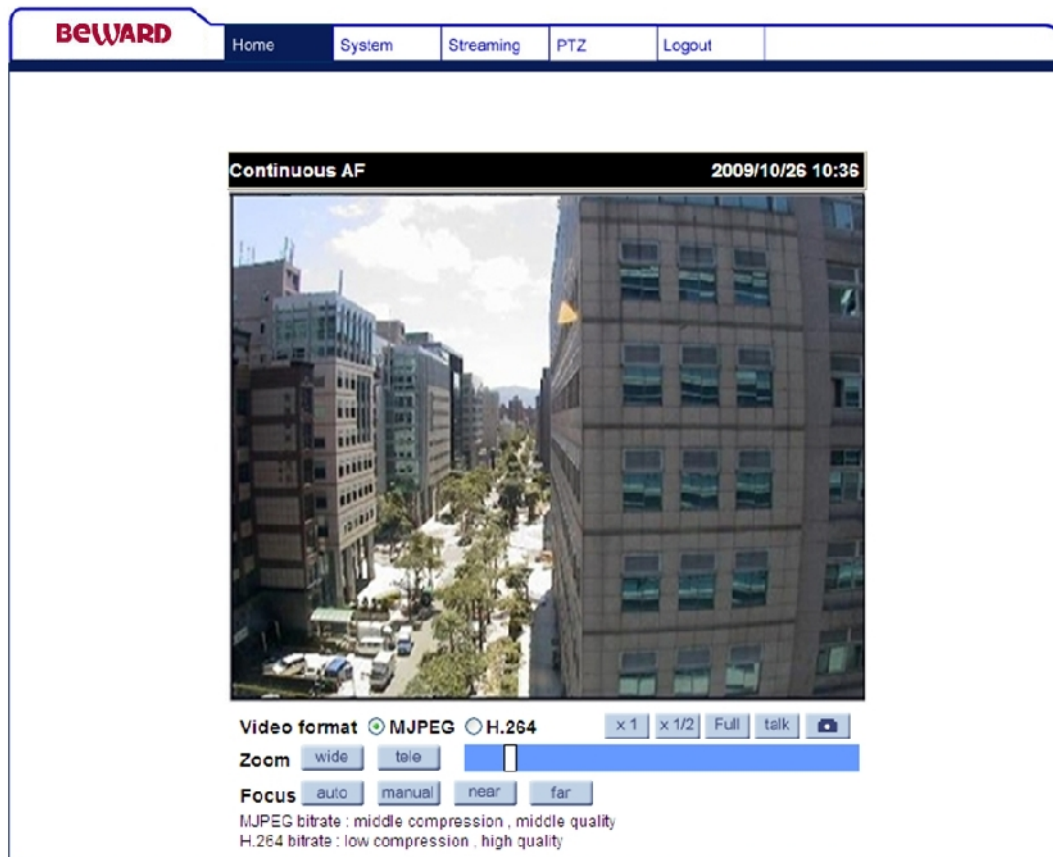 BEWARD
Home System Streaming PTZ Logout
Continuous AF 2009/10/26 10:36
Video format MJPEG H.264 x 1 x 1/2 Full talk
Zoom wide tele
Focus auto manual near far
MJPEG bitrate : middle compression , middle quality
H.264 bitrate : low compression , high quality